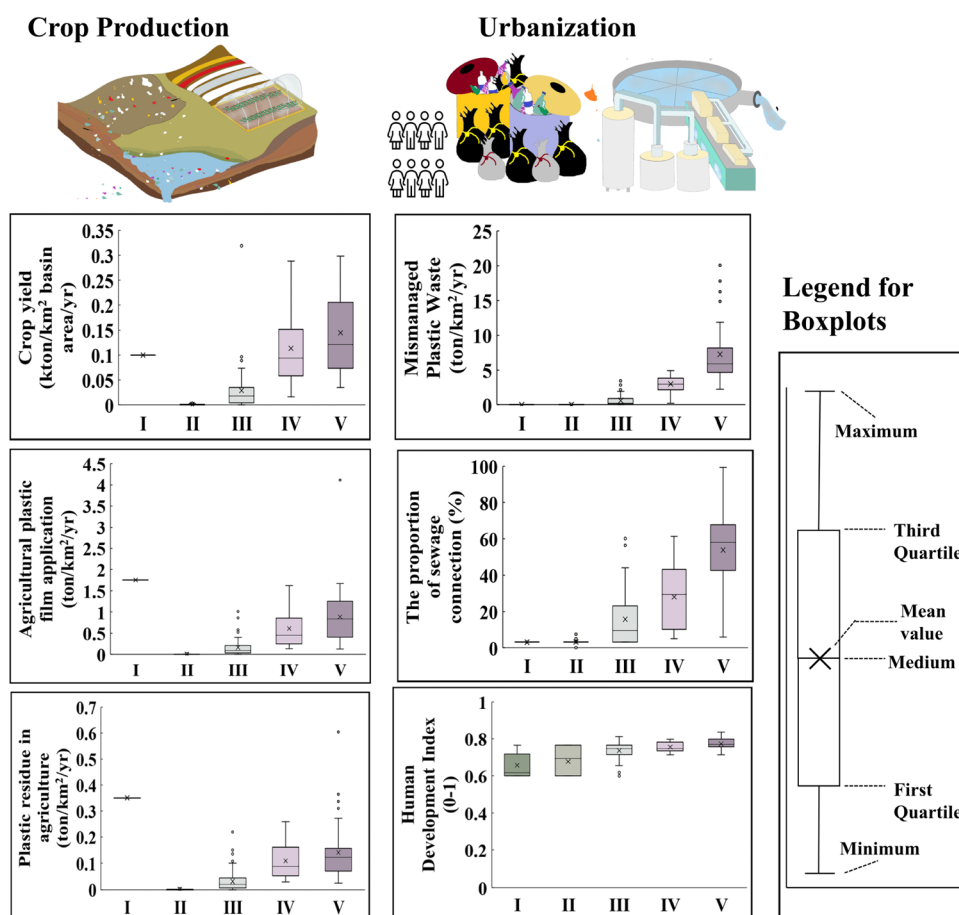 Crop Production
Urbanization
Crop yield
(kton/km² basin
area/yr)
0.35
0.3
0.25
0.2
0.15
0.1
0.05
0
I II III IV V
Mismanaged
Plastic Waste
(ton/km²/yr)
25
20
15
10
5
0
I II III IV V
Legend for
Boxplots
Maximum
Third
Quartile
Mean
value
Medium
First
Quartile
Minimum
Agricultural plastic
film application
(ton/km²/yr)
4.5
4
3.5
3
2.5
2
1.5
1
0.5
0
I II III IV V
The proportion
of sewage
connection (%)
100
80
60
40
20
0
I II III IV V
Plastic residue in
agriculture
(ton/km²/yr)
0.7
0.6
0.5
0.4
0.3
0.2
0.1
0
I II III IV V
Human
Development Index
(0-1)
1
0.8
0.6
0.4
0.2
0
I II III IV V